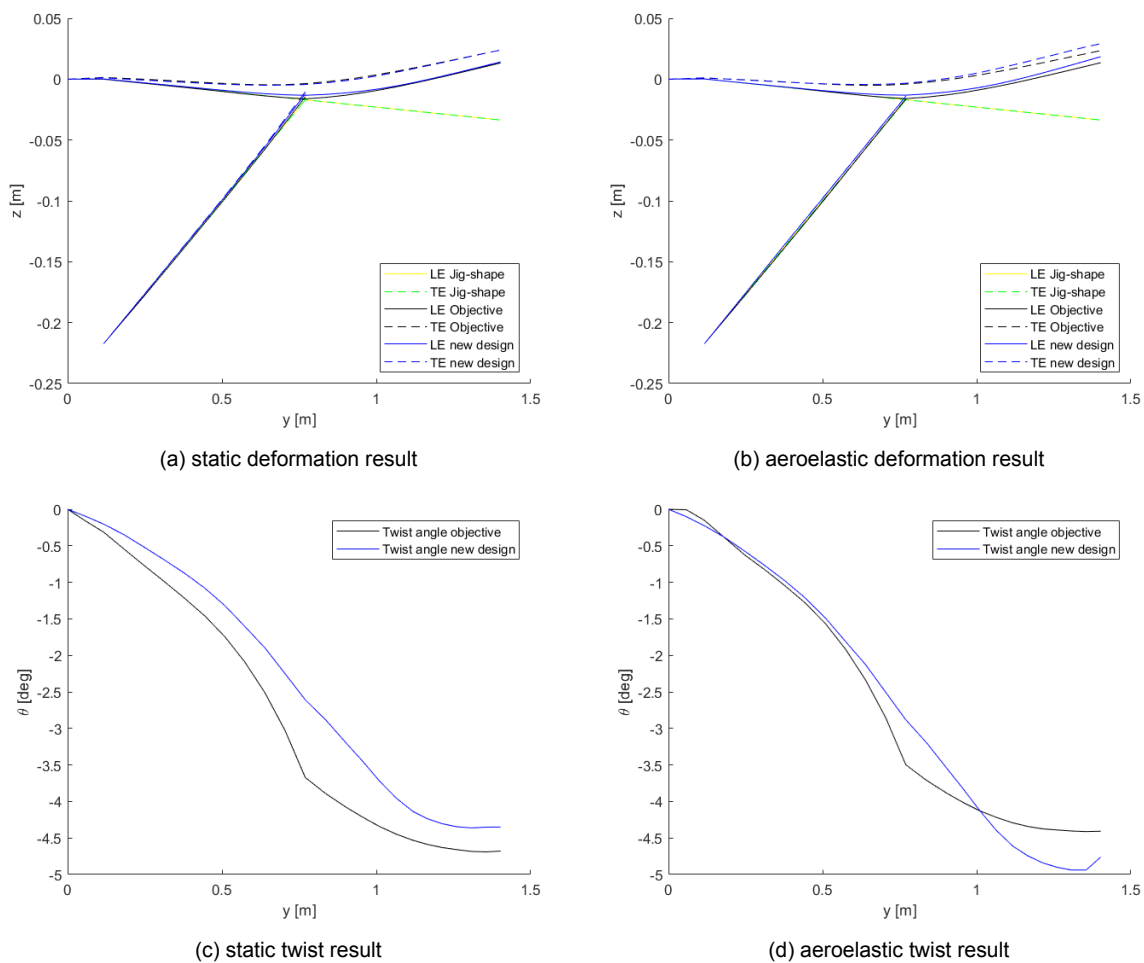 0.05
0
-0.05
-0.1
-0.15
-0.2
-0.25
z [m]
0
0.5
1
1.5
y [m]
LE Jig-shape
TE Jig-shape
LE Objective
TE Objective
LE new design
TE new design
(a) static deformation result
0.05
0
-0.05
-0.1
-0.15
-0.2
-0.25
z [m]
0
0.5
1
1.5
y [m]
LE Jig-shape
TE Jig-shape
LE Objective
TE Objective
LE new design
TE new design
(b) aeroelastic deformation result
0
-0.5
-1
-1.5
-2
-2.5
-3
-3.5
-4
-4.5
-5
θ [deg]
0
0.5
1
1.5
y [m]
Twist angle objective
Twist angle new design
(c) static twist result
0
-0.5
-1
-1.5
-2
-2.5
-3
-3.5
-4
-4.5
-5
θ [deg]
0
0.5
1
1.5
y [m]
Twist angle objective
Twist angle new design
(d) aeroelastic twist result